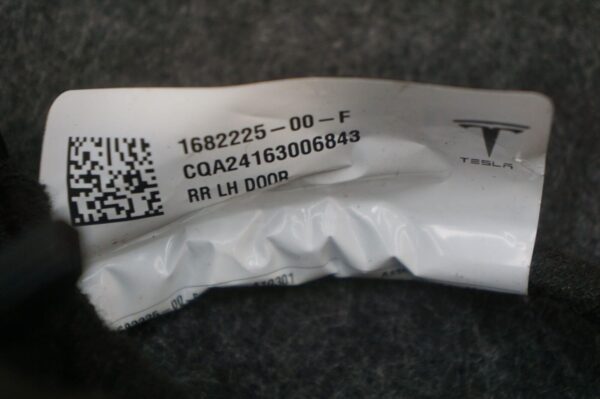 1682225-00-F
CQA24163006843
RR LH DOOR
TESLA